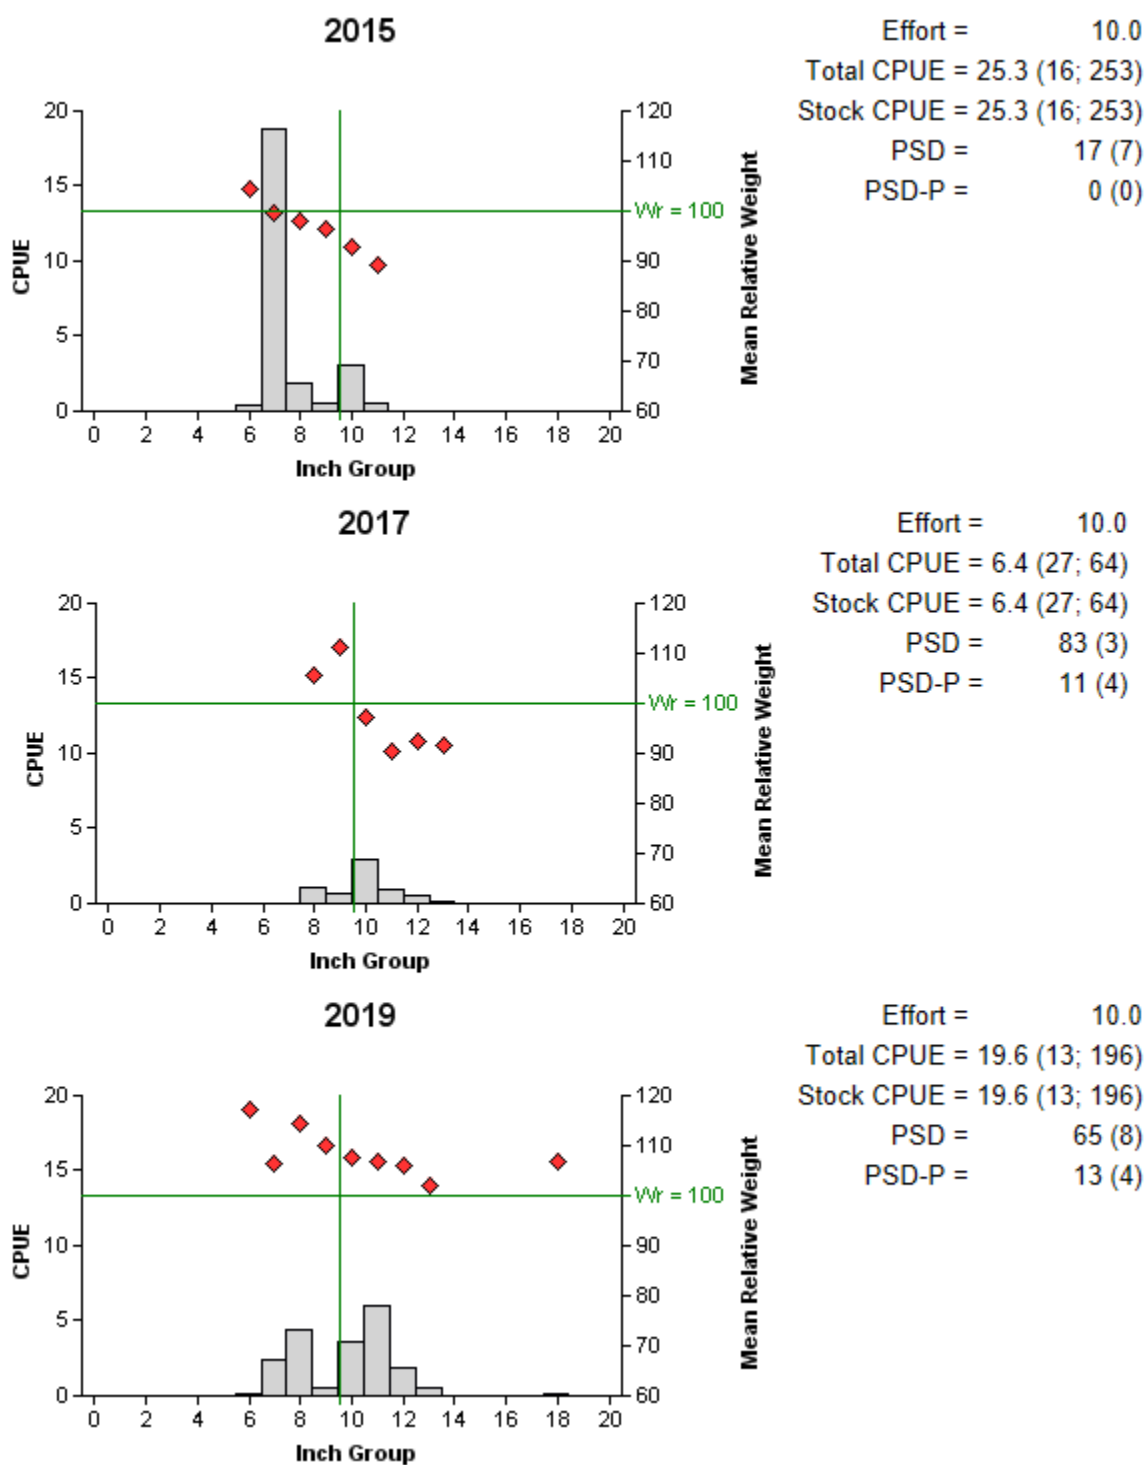 2015
Effort = 10.0
Total CPUE = 25.3 (16; 253)
Stock CPUE = 25.3 (16; 253)
PSD = 17 (7)
PSD-P = 0 (0)
20
15
10
5
0
CPUE
120
110
Wr = 100
90
80
70
60
Mean Relative Weight
0 2 4 6 8 10 12 14 16 18 20
Inch Group
2017
Effort = 10.0
Total CPUE = 6.4 (27; 64)
Stock CPUE = 6.4 (27; 64)
PSD = 83 (3)
PSD-P = 11 (4)
20
15
10
5
0
CPUE
120
110
Wr = 100
90
80
70
60
Mean Relative Weight
0 2 4 6 8 10 12 14 16 18 20
Inch Group
2019
Effort = 10.0
Total CPUE = 19.6 (13; 196)
Stock CPUE = 19.6 (13; 196)
PSD = 65 (8)
PSD-P = 13 (4)
20
15
10
5
0
CPUE
120
110
Wr = 100
90
80
70
60
Mean Relative Weight
0 2 4 6 8 10 12 14 16 18 20
Inch Group